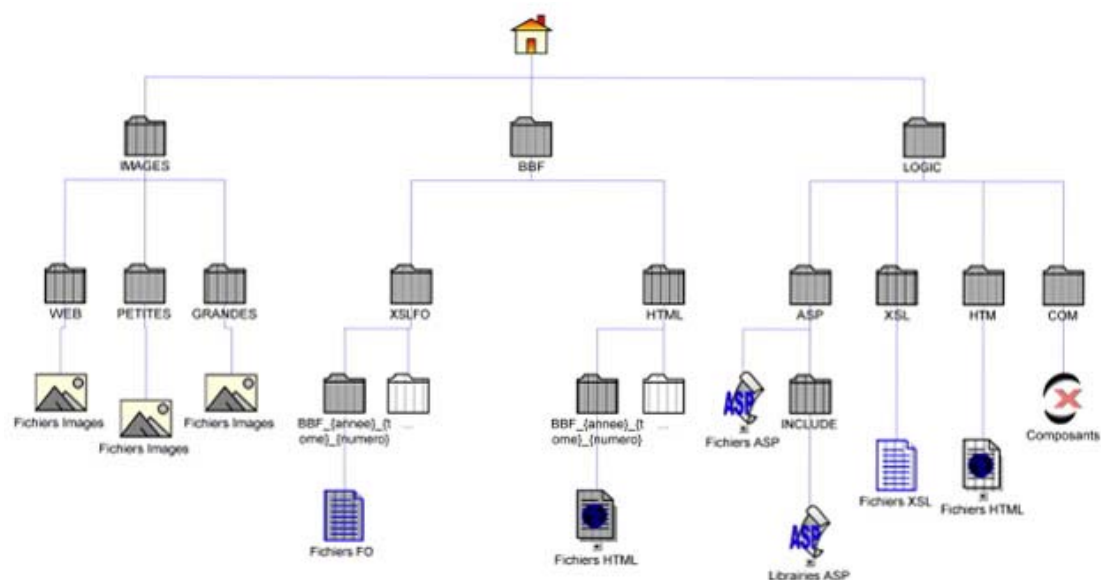 IMAGES
BBF
LOGIC
WEB
PETITES
GRANDES
XSLFO
HTML
ASP
XSL
HTM
COM
Fichiers Images
Fichiers Images
Fichiers Images
BBF_{annee}_{t
ome}_{numero}
...
BBF_{annee}_{t
ome}_{numero}
...
ASP
Fichiers ASP
INCLUDE
Composants
Fichiers XSL
Fichiers HTML
Fichiers FO
Fichiers HTML
ASP
Librairies ASP